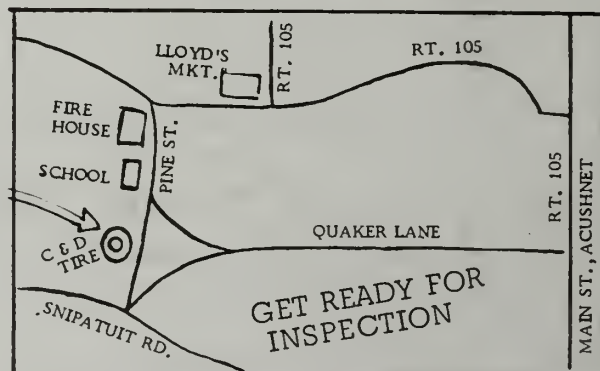 LLOYD'S
MKT.
RT. 105
RT. 105
FIRE
HOUSE
PINE ST.
SCHOOL
RT. 105
C & D
TIRE
QUAKER LANE
MAIN ST., ACUSHNET
SNIPATUIT RD.
GET READY FOR
INSPECTION